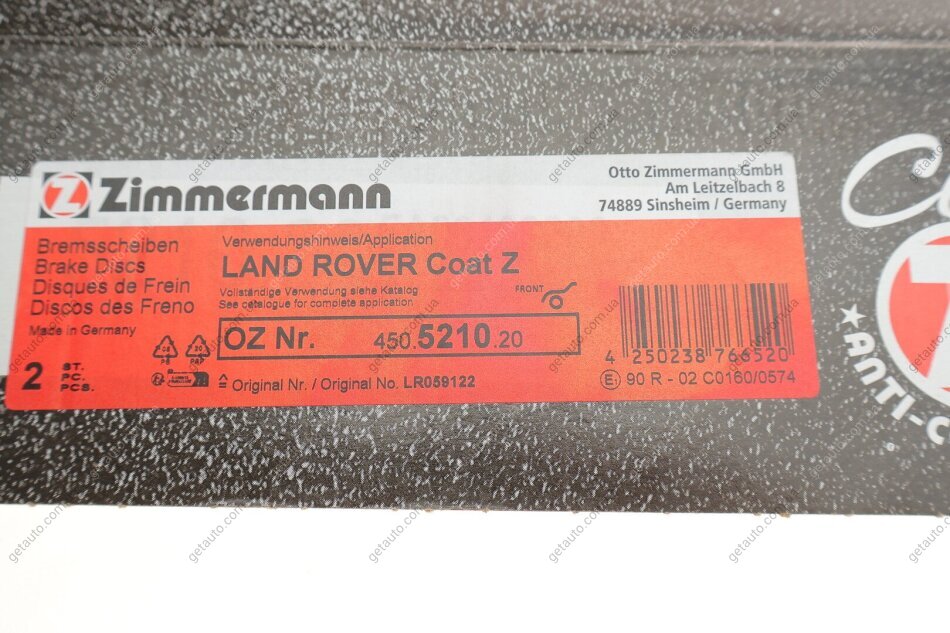 Zimmermann
Otto Zimmermann GmbH
Am Leitzelbach 8
74889 Sinsheim / Germany
Bremsscheiben
Brake Discs
Disques de Frein
Discos des Freno
Made in Germany
2 ST.
PC.
PCS.
Verwendungshinweis/Application
LAND ROVER Coat Z
Vollständige Verwendung siehe Katalog
See catalogue for complete application
FRONT
OZ Nr. 450.5210.20
20
PAP
Original Nr. / Original No. LR059122
4 250238 766520
E1 90 R - 02 C0160/0574
ANTI-C
getauto.com.ua